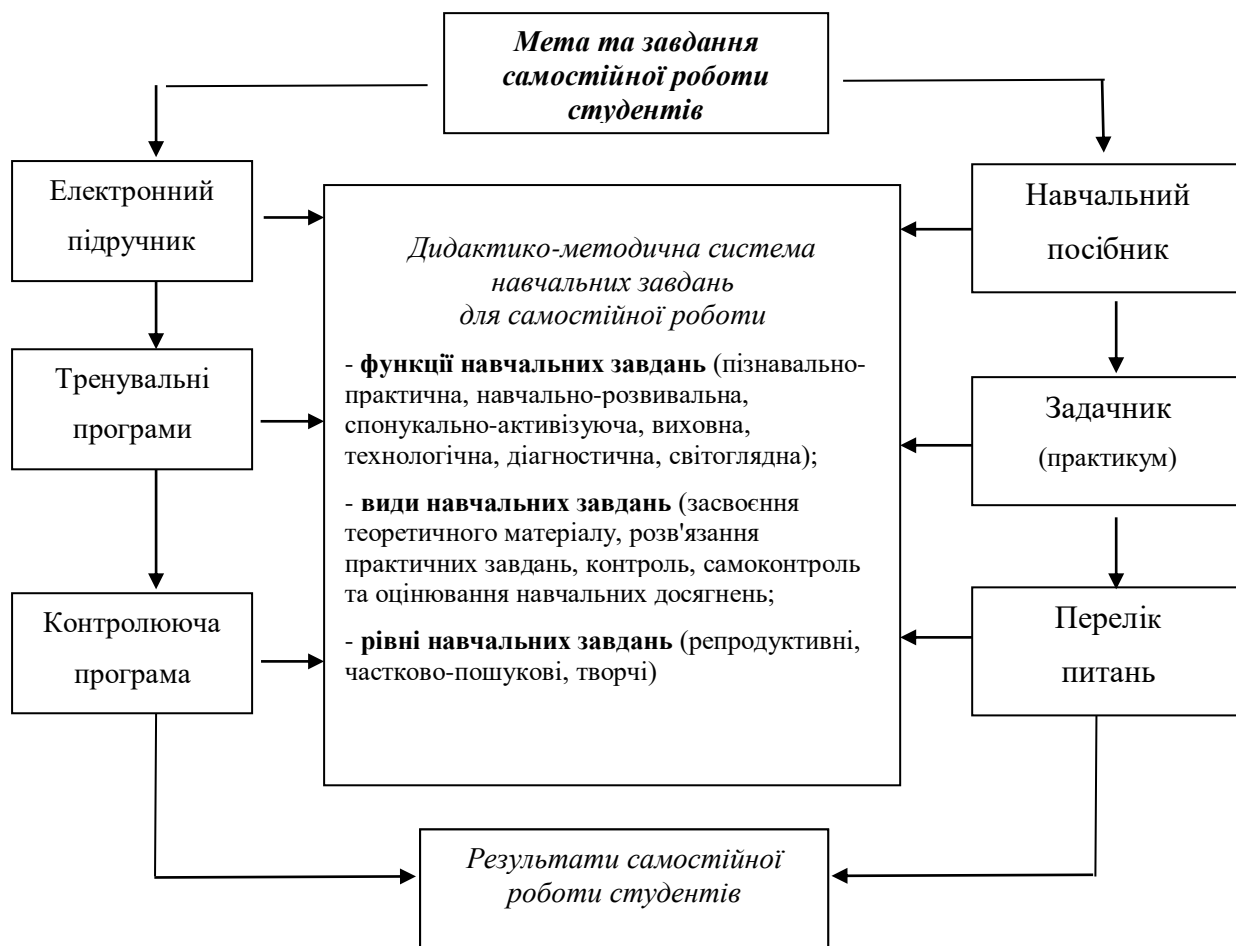 Мета та завдання
самостійної роботи
студентів
Електронний
підручник
Тренувальні
програми
Контролююча
програма
Дидактико-методична система
навчальних завдань
для самостійної роботи
- функції навчальних завдань (пізнавально-
практична, навчально-розвивальна,
спонукально-активізуюча, виховна,
технологічна, діагностична, світоглядна);
- види навчальних завдань (засвоєння
теоретичного матеріалу, розв'язання
практичних завдань, контроль, самоконтроль
та оцінювання навчальних досягнень;
- рівні навчальних завдань (репродуктивні,
частково-пошукові, творчі)
Навчальний
посібник
Задачник
(практикум)
Перелік
питань
Результати самостійної
роботи студентів